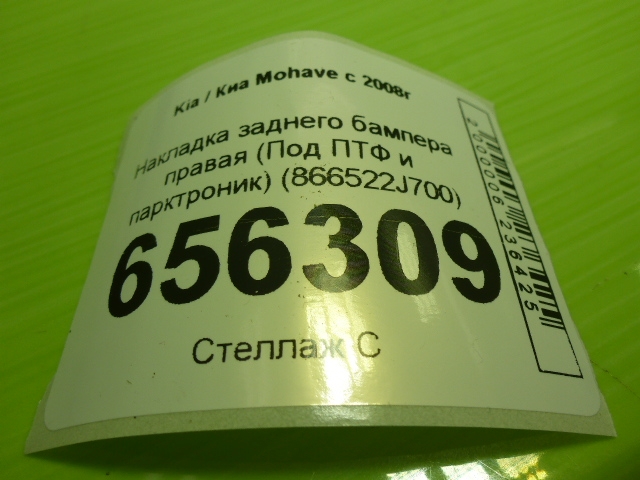 Kia / Киа Mohave с 2008г
Накладка заднего бампера
правая (Под ПТФ и
парктроник) (866522J700)
656309
Стеллаж С
2000006236425